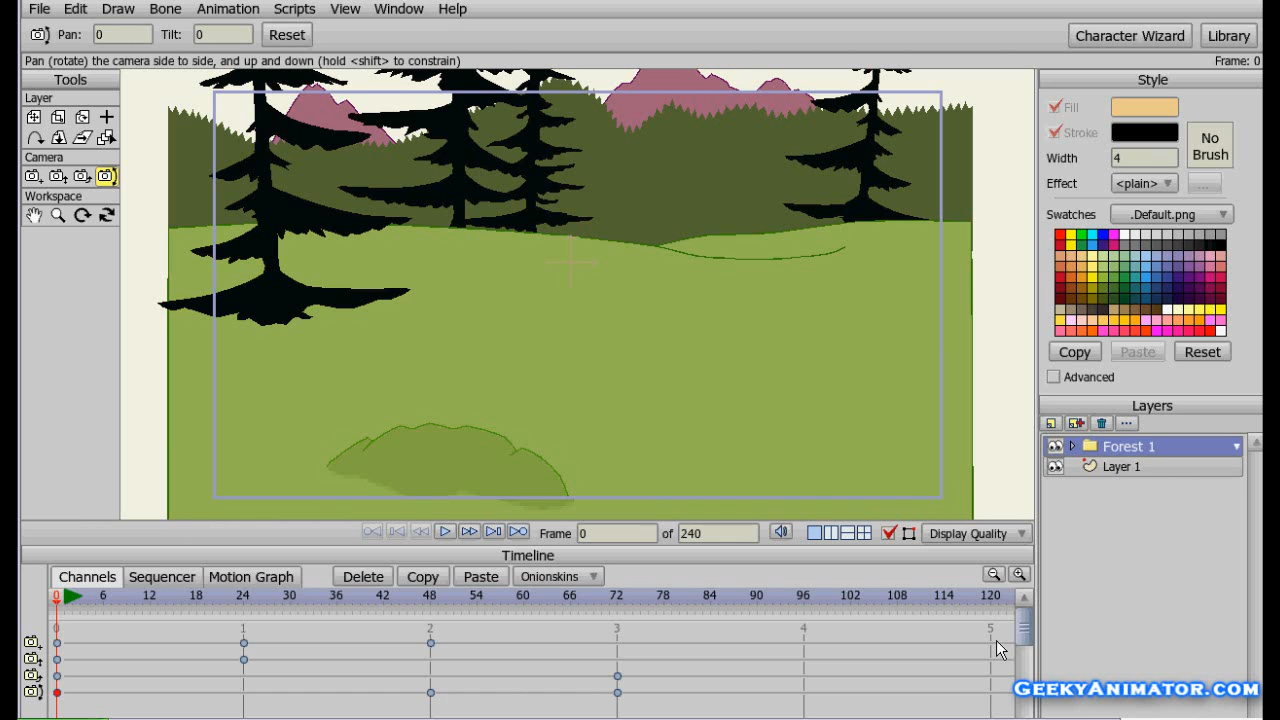 File Edit Draw Bone Animation Scripts View Window Help
Pan: 0 Tilt: 0 Reset Character Wizard Library
Pan (rotate) the camera side to side, and up and down (hold <shift> to constrain) Frame: 0
Tools
Layer
Camera
Workspace
Style
Fill
Stroke
No Brush
Width 4
Effect <plain> ...
Swatches .Default.png
Copy Paste Reset
Advanced
Layers
Forest 1
Layer 1
Frame 0 of 240 Display Quality
Timeline
Channels Sequencer Motion Graph Delete Copy Paste Onionskins
0 6 12 18 24 30 36 42 48 54 60 66 72 78 84 90 96 102 108 114 120
0 1 2 3 4 5
GeekyAnimator.com